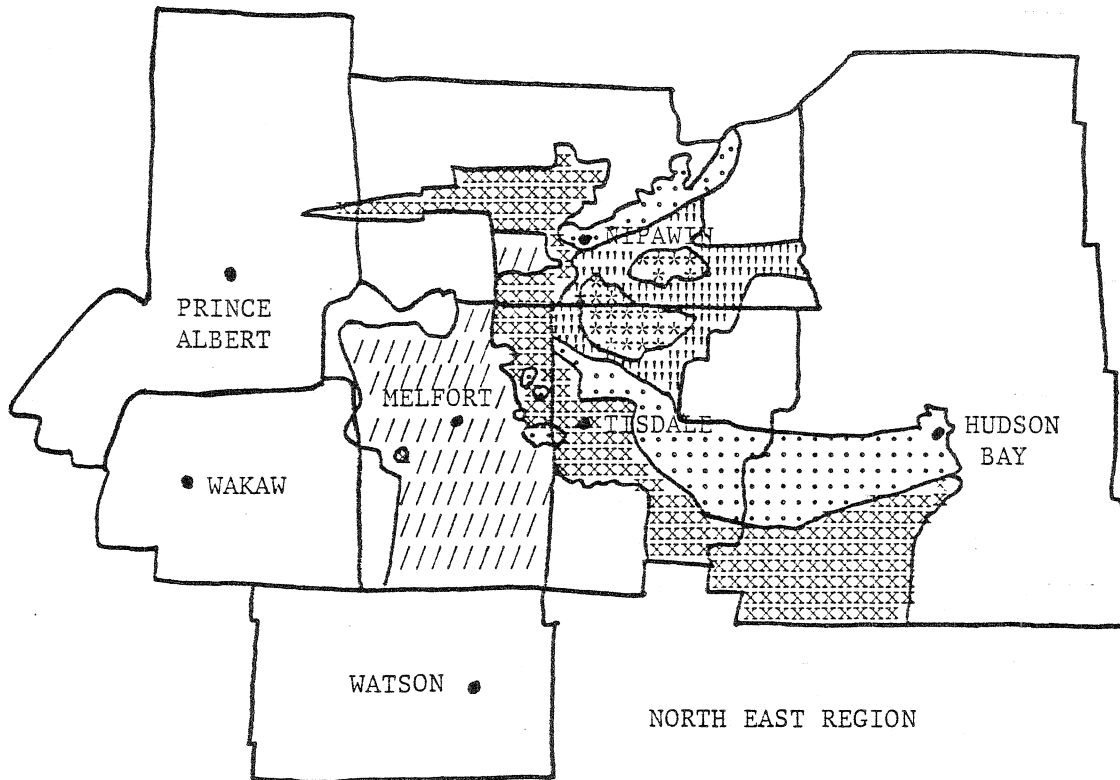 NIPAWIN
PRINCE
ALBERT
MELFORT
TISDALE
HUDSON
BAY
WAKAW
WATSON
NORTH EAST REGION